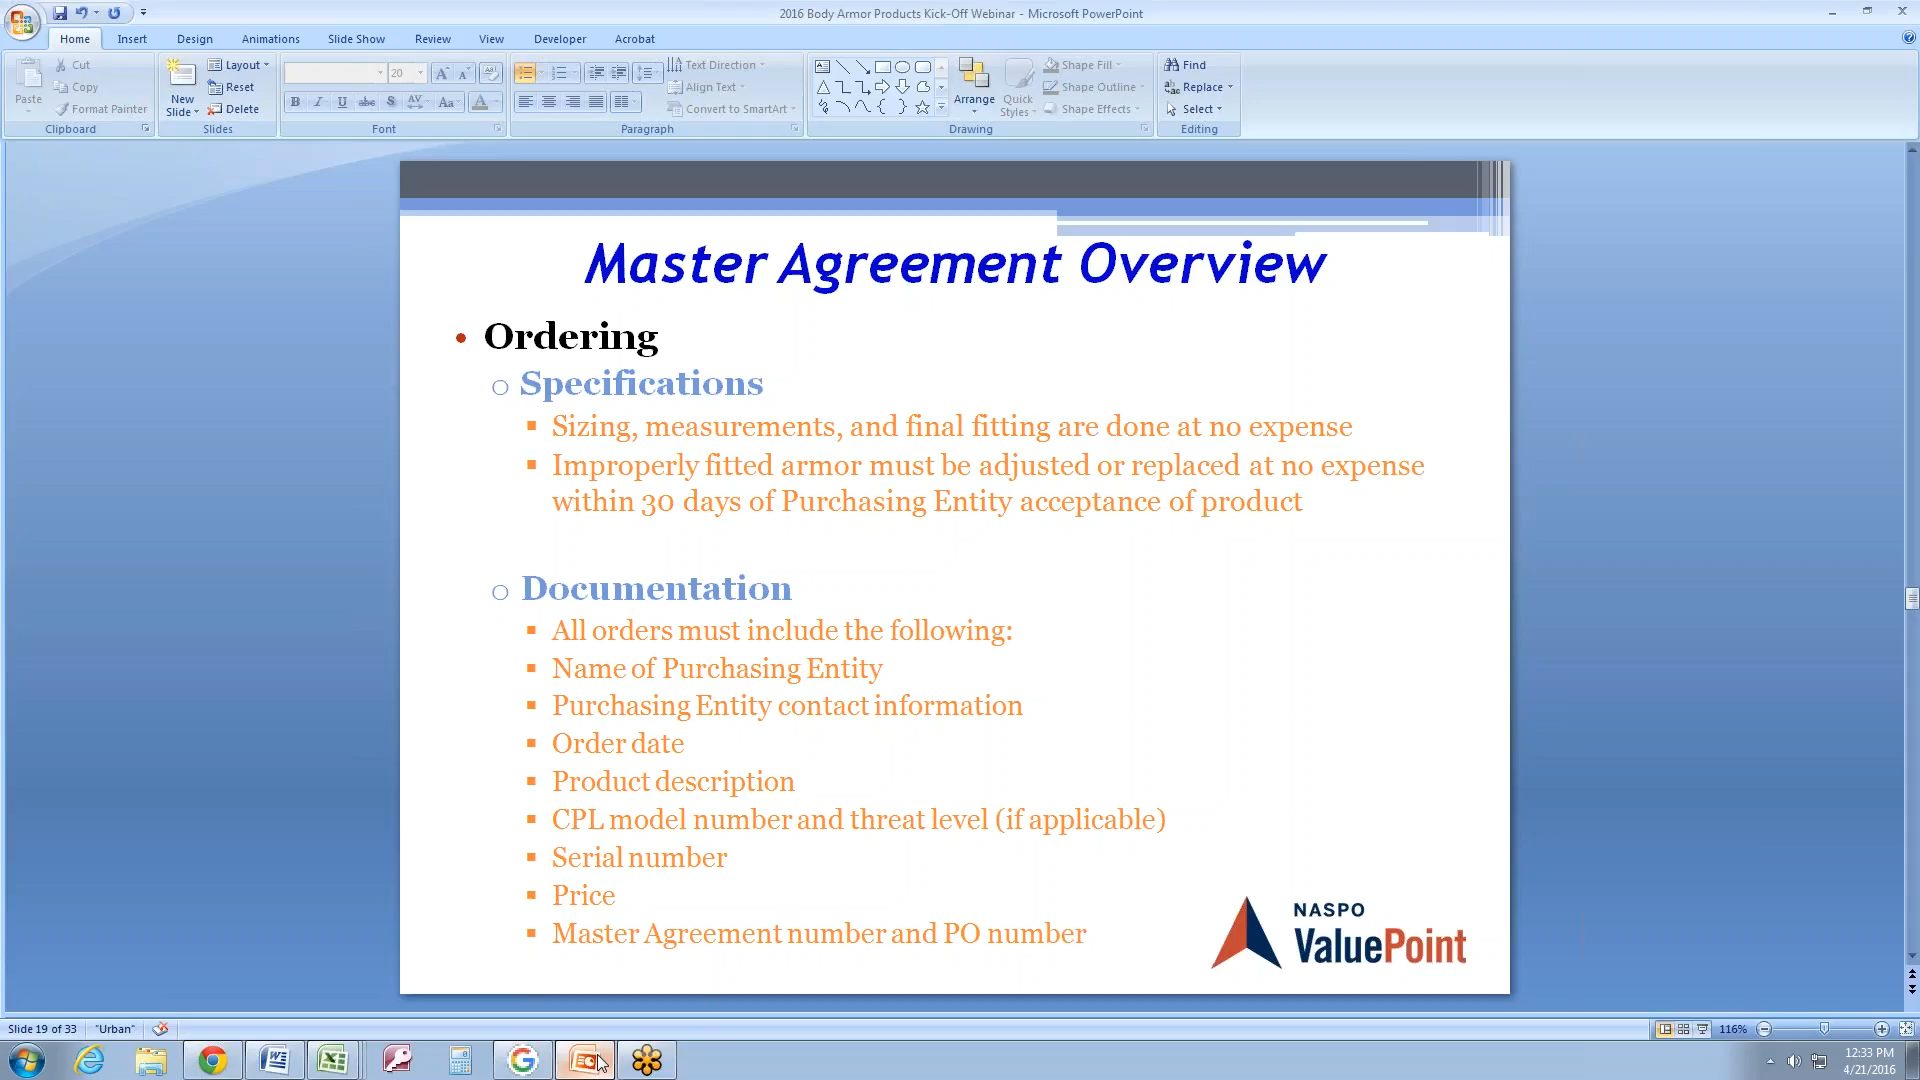 2016 Body Armor Products Kick-Off Webinar - Microsoft PowerPoint
Home Insert Design Animations Slide Show Review View Developer Acrobat
Paste
Cut
Copy
Format Painter
Clipboard
New Slide
Layout
Reset
Delete
Slides
20
B I U abc S AV Aa A
Font
Text Direction
Align Text
Convert to SmartArt
Paragraph
Arrange
Quick Styles
Shape Fill
Shape Outline
Shape Effects
Drawing
Find
Replace
Select
Editing
Master Agreement Overview
• Ordering
o Specifications
▪ Sizing, measurements, and final fitting are done at no expense
▪ Improperly fitted armor must be adjusted or replaced at no expense
within 30 days of Purchasing Entity acceptance of product
o Documentation
▪ All orders must include the following:
▪ Name of Purchasing Entity
▪ Purchasing Entity contact information
▪ Order date
▪ Product description
▪ CPL model number and threat level (if applicable)
▪ Serial number
▪ Price
▪ Master Agreement number and PO number
NASPO
ValuePoint
Slide 19 of 33 "Urban" 116%
12:33 PM
4/21/2016